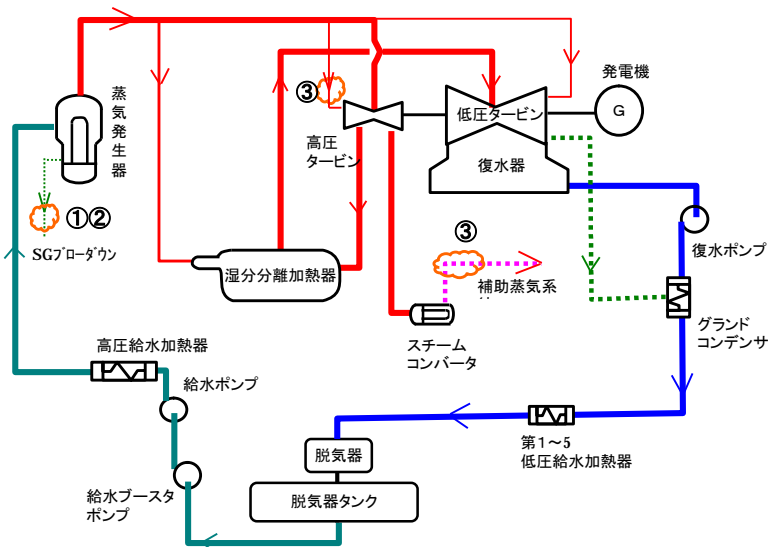 蒸
気
発
生
器
③
高圧
タービン
低圧タービン
発電機
G
復水器
①②
SGブローダウン
復水ポンプ
湿分分離加熱器
③
補助蒸気系
スチーム
コンバータ
グランド
コンデンサ
高圧給水加熱器
給水ポンプ
脱気器
第1~5
低圧給水加熱器
脱気器タンク
給水ブースタ
ポンプ